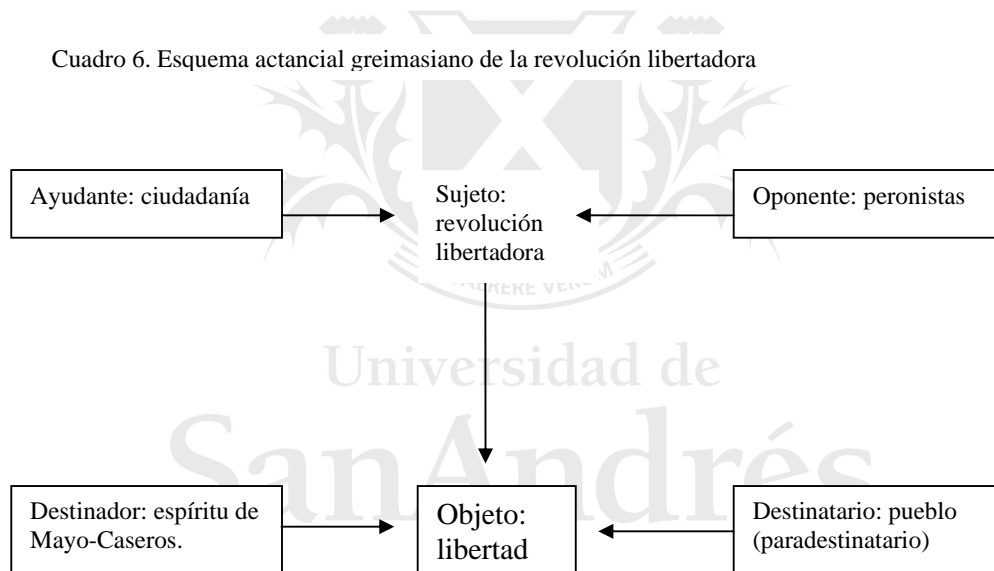 Cuadro 6. Esquema actancial greimasiano de la revolución libertadora
Ayudante: ciudadanía
Sujeto:
revolución
libertadora
Oponente: peronistas
Universidad de
SanAndrés
Destinador: espíritu de
Mayo-Caseros.
Objeto:
libertad
Destinatario: pueblo
(paradestinatario)